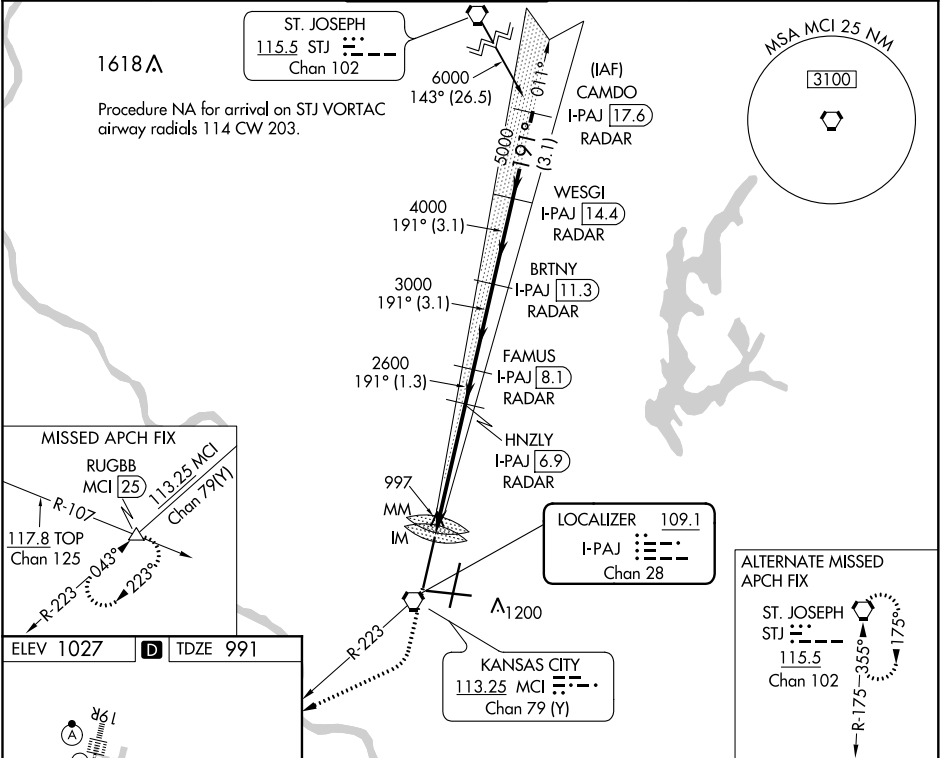 ST. JOSEPH
115.5 STJ
Chan 102
1618
Procedure NA for arrival on STJ VORTAC
airway radials 114 CW 203.
6000
143° (26.5)
011°
(IAF)
CAMDO
I-PAJ 17.6
RADAR
MSA MCI 25 NM
3100
5000
191°
(3.1)
WESGI
I-PAJ 14.4
RADAR
4000
191° (3.1)
BRTNY
I-PAJ 11.3
RADAR
3000
191° (3.1)
FAMUS
I-PAJ 8.1
RADAR
2600
191° (1.3)
HNZLY
I-PAJ 6.9
RADAR
997
MM
IM
MISSED APCH FIX
RUGBB
MCI 25
113.25 MCI
Chan 79(Y)
R-107
117.8 TOP
Chan 125
R-223
043°
223°
LOCALIZER 109.1
I-PAJ
Chan 28
1200
R-223
KANSAS CITY
113.25 MCI
Chan 79 (Y)
ALTERNATE MISSED
APCH FIX
ST. JOSEPH
STJ
115.5
Chan 102
175°
R-175
355°
ELEV 1027 D TDZE 991
19R
A